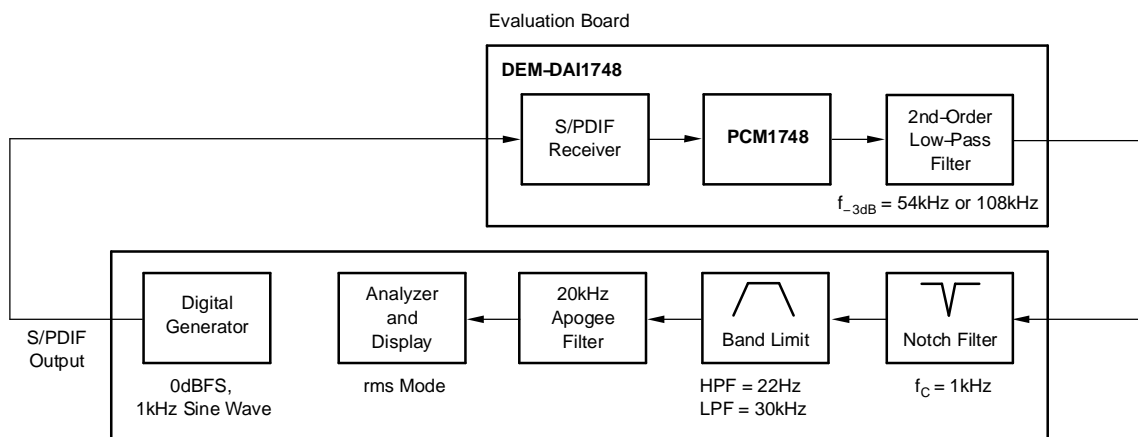 Evaluation Board
DEM-DAI1748
S/PDIF
Receiver
PCM1748
2nd-Order
Low-Pass
Filter
f-3dB = 54kHz or 108kHz
Digital
Generator
Analyzer
and
Display
20kHz
Apogee
Filter
Band Limit
Notch Filter
S/PDIF
Output
0dBFS,
1kHz Sine Wave
rms Mode
HPF = 22Hz
LPF = 30kHz
fC = 1kHz